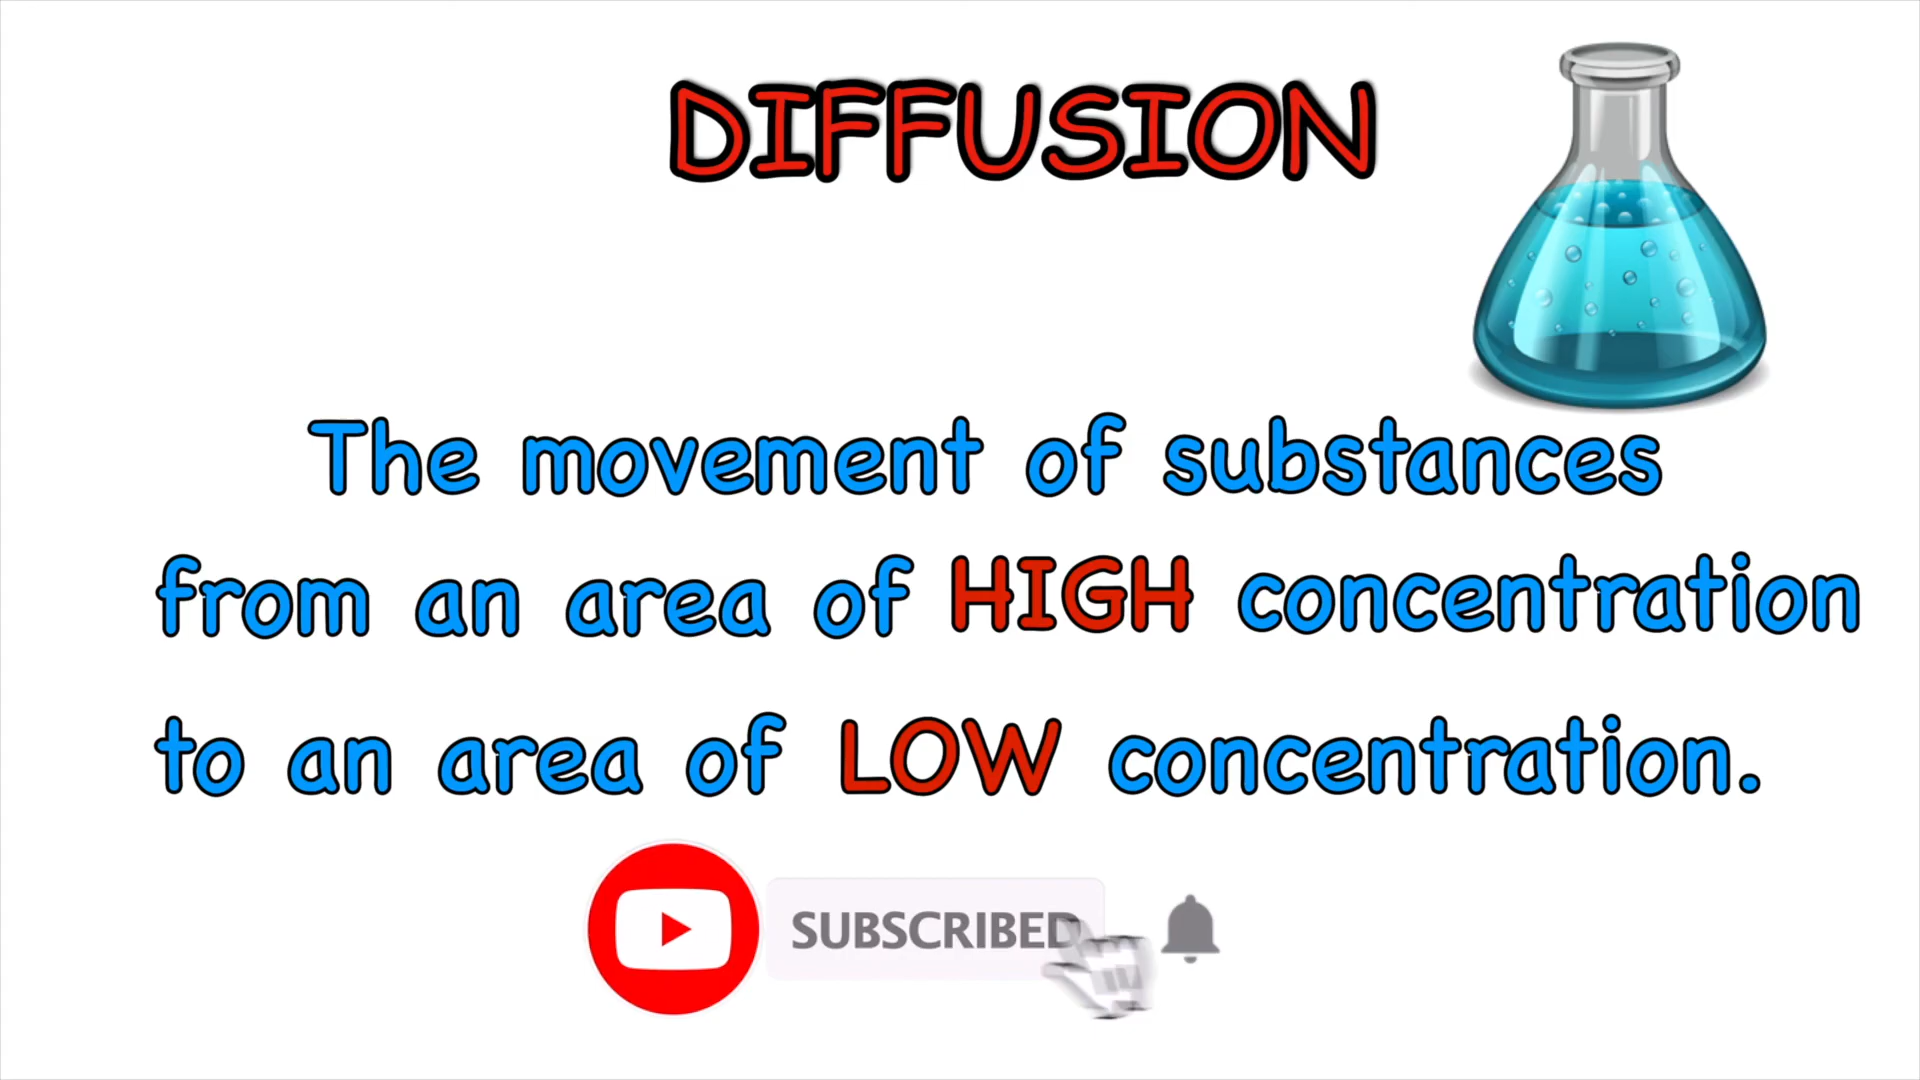 DIFFUSION
The movement of substances
from an area of HIGH concentration
to an area of LOW concentration.
SUBSCRIBED